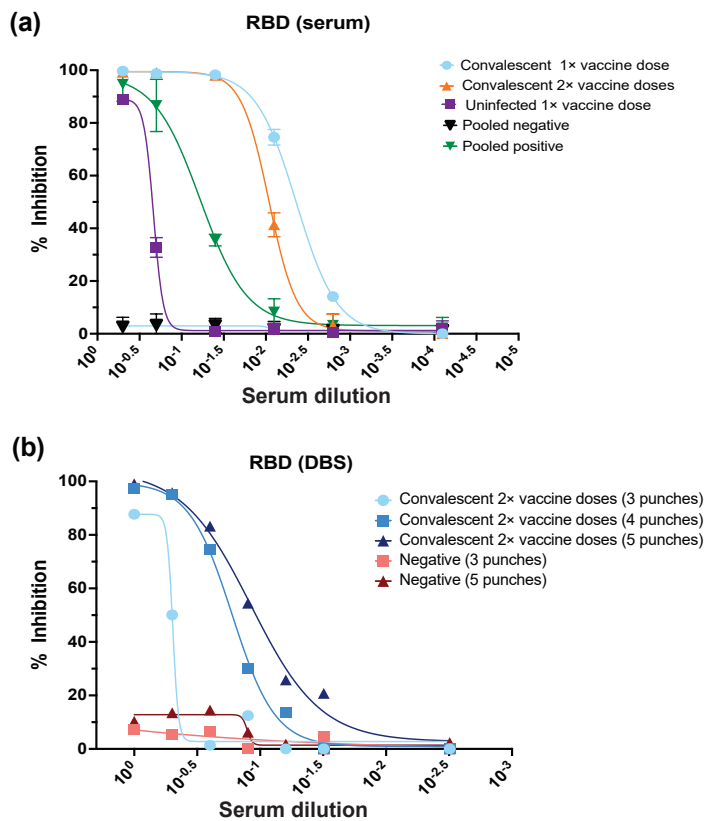 (a)
RBD (serum)
Convalescent 1× vaccine dose
Convalescent 2× vaccine doses
Uninfected 1× vaccine dose
Pooled negative
Pooled positive
100
80
60
40
20
0
% Inhibition
10^0
10^-0.5
10^-1
10^-1.5
10^-2
10^-2.5
10^-3
10^-3.5
10^-4
10^-4.5
10^-5
Serum dilution
(b)
RBD (DBS)
Convalescent 2× vaccine doses (3 punches)
Convalescent 2× vaccine doses (4 punches)
Convalescent 2× vaccine doses (5 punches)
Negative (3 punches)
Negative (5 punches)
100
80
60
40
20
0
% Inhibition
10^0
10^-0.5
10^-1
10^-1.5
10^-2
10^-2.5
10^-3
Serum dilution